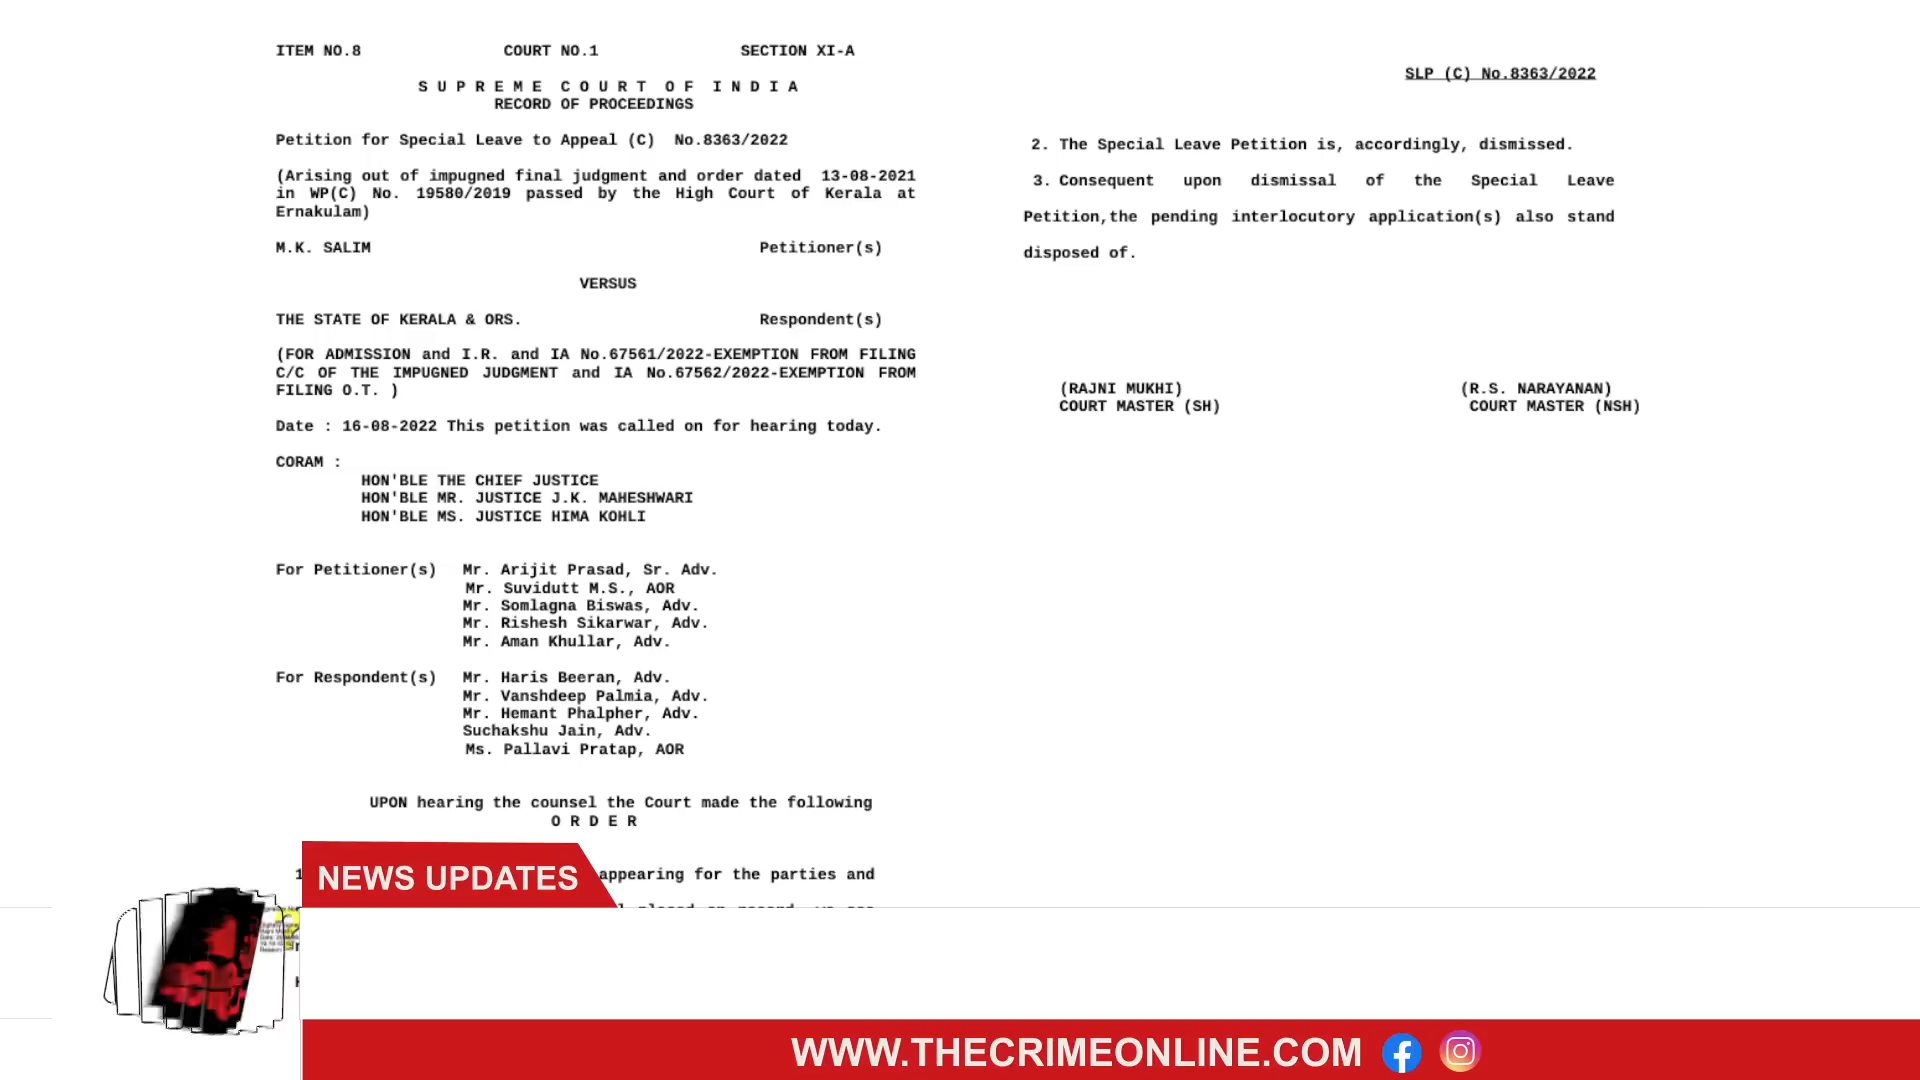 ITEM NO.8 COURT NO.1 SECTION XI-A
S U P R E M E C O U R T O F I N D I A
RECORD OF PROCEEDINGS
Petition for Special Leave to Appeal (C) No.8363/2022
(Arising out of impugned final judgment and order dated 13-08-2021
in WP(C) No. 19580/2019 passed by the High Court of Kerala at
Ernakulam)
M.K. SALIM Petitioner(s)
VERSUS
THE STATE OF KERALA & ORS. Respondent(s)
(FOR ADMISSION and I.R. and IA No.67561/2022-EXEMPTION FROM FILING
C/C OF THE IMPUGNED JUDGMENT and IA No.67562/2022-EXEMPTION FROM
FILING O.T. )
Date : 16-08-2022 This petition was called on for hearing today.
CORAM :
HON'BLE THE CHIEF JUSTICE
HON'BLE MR. JUSTICE J.K. MAHESHWARI
HON'BLE MS. JUSTICE HIMA KOHLI
For Petitioner(s) Mr. Arijit Prasad, Sr. Adv.
Mr. Suvidutt M.S., AOR
Mr. Somlagna Biswas, Adv.
Mr. Rishesh Sikarwar, Adv.
Mr. Aman Khullar, Adv.
For Respondent(s) Mr. Haris Beeran, Adv.
Mr. Vanshdeep Palmia, Adv.
Mr. Hemant Phalpher, Adv.
Suchakshu Jain, Adv.
Ms. Pallavi Pratap, AOR
UPON hearing the counsel the Court made the following
O R D E R
appearing for the parties and
SLP (C) No.8363/2022
2. The Special Leave Petition is, accordingly, dismissed.
3. Consequent upon dismissal of the Special Leave
Petition,the pending interlocutory application(s) also stand
disposed of.
(RAJNI MUKHI) (R.S. NARAYANAN)
COURT MASTER (SH) COURT MASTER (NSH)
NEWS UPDATES
WWW.THECRIMEONLINE.COM